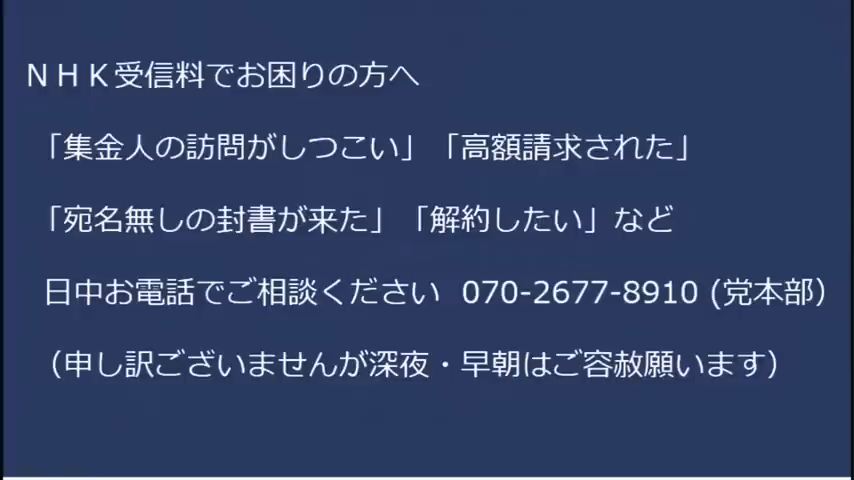 ＮＨＫ受信料でお困りの方へ
「集金人の訪問がしつこい」「高額請求された」
「宛名無しの封書が来た」「解約したい」など
日中お電話でご相談ください 070-2677-8910 (党本部）
（申し訳ございませんが深夜・早朝はご容赦願います）